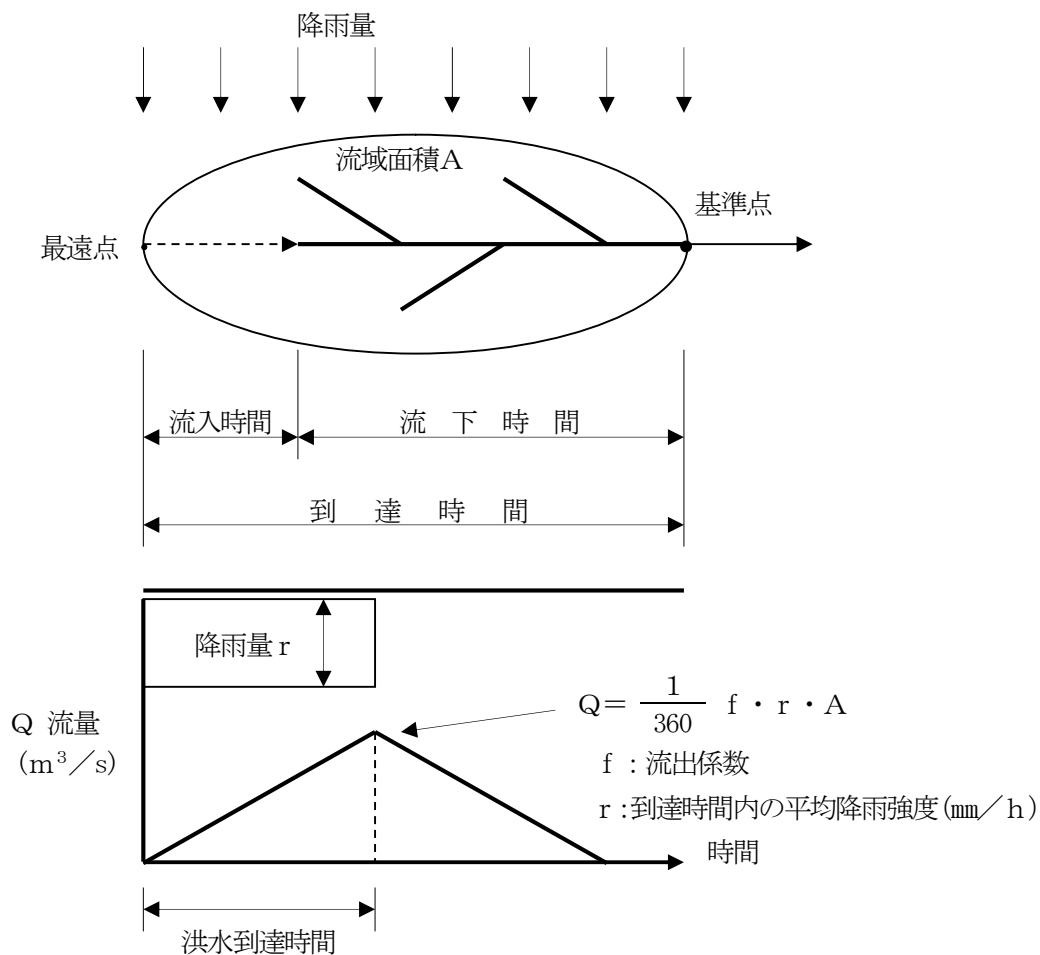 降雨量
流域面積A
基準点
最遠点
流入時間
流下時間
到達時間
降雨量r
Q=1/360 f・r・A
Q 流量
(m³/s)
f:流出係数
r:到達時間内の平均降雨強度(㎜/h)
時間
洪水到達時間